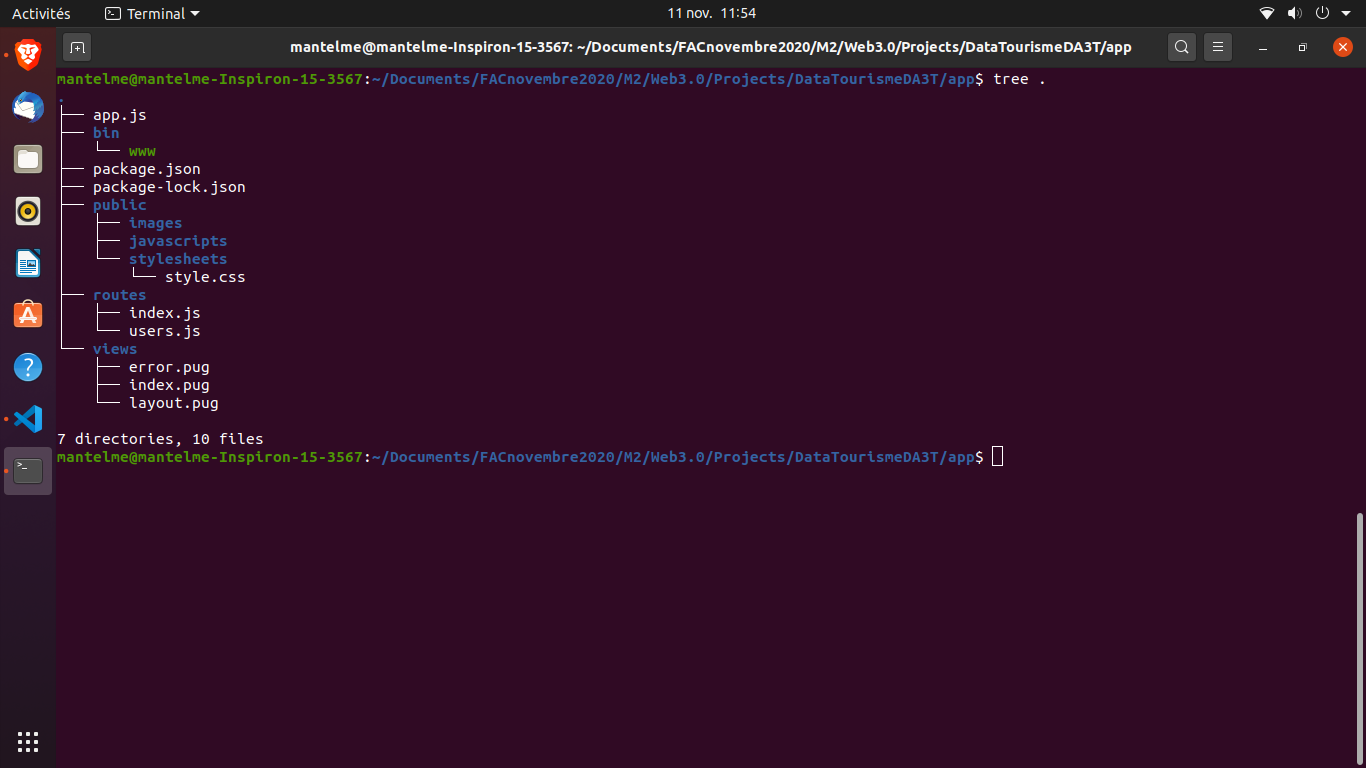 Activités Terminal 11 nov. 11:54
mantelme@mantelme-Inspiron-15-3567: ~/Documents/FACnovembre2020/M2/Web3.0/Projects/DataTourismeDA3T/app
mantelme@mantelme-Inspiron-15-3567:~/Documents/FACnovembre2020/M2/Web3.0/Projects/DataTourismeDA3T/app$ tree .
.
├── app.js
├── bin
│   └── www
├── package.json
├── package-lock.json
├── public
│   ├── images
│   ├── javascripts
│   └── stylesheets
│       └── style.css
├── routes
│   ├── index.js
│   └── users.js
└── views
    ├── error.pug
    ├── index.pug
    └── layout.pug
7 directories, 10 files
mantelme@mantelme-Inspiron-15-3567:~/Documents/FACnovembre2020/M2/Web3.0/Projects/DataTourismeDA3T/app$